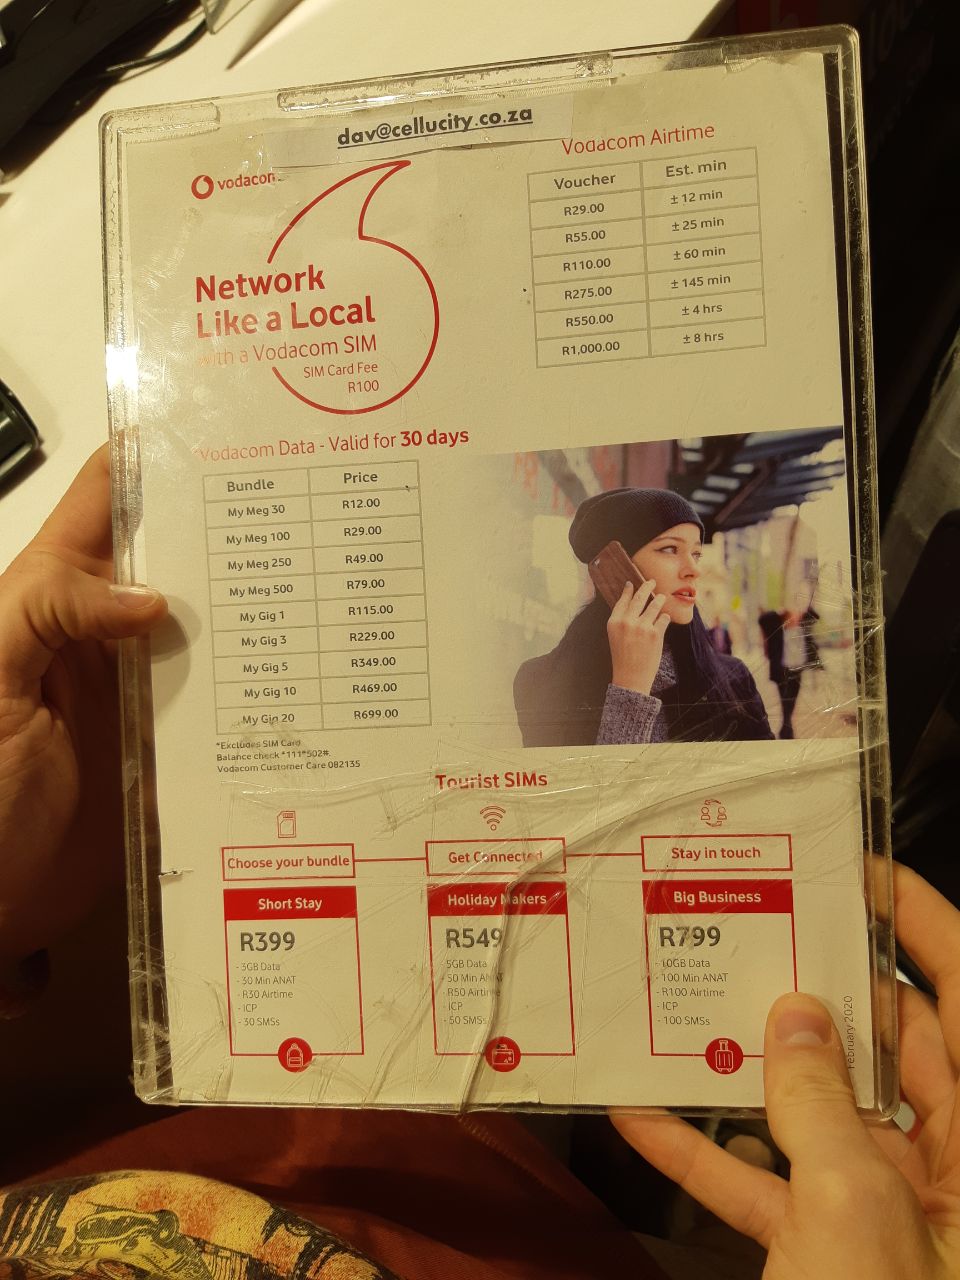 dav@cellucity.co.za
vodacom
Network
Like a Local
with a Vodacom SIM
SIM Card Fee
R100
Vodacom Airtime
Voucher Est. min
R29.00 ± 12 min
R55.00 ± 25 min
R110.00 ± 60 min
R275.00 ± 145 min
R550.00 ± 4 hrs
R1,000.00 ± 8 hrs
*Vodacom Data - Valid for 30 days
Bundle Price
My Meg 30 R12.00
My Meg 100 R29.00
My Meg 250 R49.00
My Meg 500 R79.00
My Gig 1 R115.00
My Gig 3 R229.00
My Gig 5 R349.00
My Gig 10 R469.00
My Gig 20 R699.00
*Excludes SIM Card
Balance check *111*502#
Vodacom Customer Care 082135
Tourist SIMs
Choose your bundle
Get Connected
Stay in touch
Short Stay
R399
- 3GB Data
- 30 Min ANAT
- R30 Airtime
- ICP
- 30 SMSs
Holiday Makers
R549
- 5GB Data
- 50 Min ANAT
- R50 Airtime
- ICP
- 50 SMSs
Big Business
R799
- 10GB Data
- 100 Min ANAT
- R100 Airtime
- ICP
- 100 SMSs
February 2020